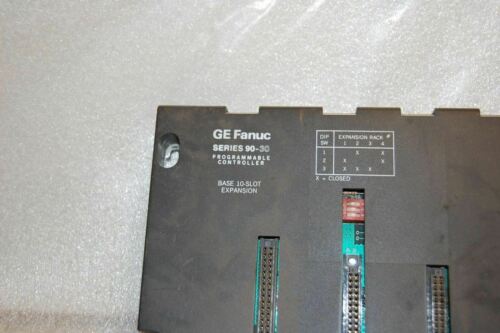 GE Fanuc
SERIES 90-30
PROGRAMMABLE
CONTROLLER
BASE 10-SLOT
EXPANSION
DIP SW EXPANSION RACK #
1 2 3 4
1 X X
2 X X
3 X X X
X = CLOSED